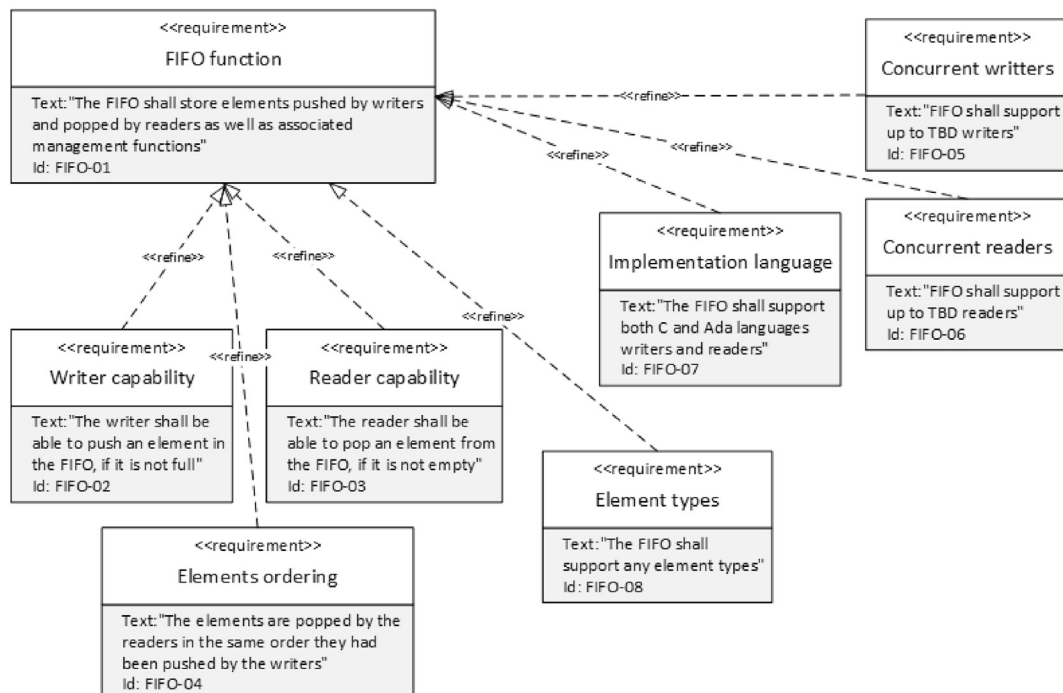 <<requirement>>
FIFO function
Text:"The FIFO shall store elements pushed by writers
and popped by readers as well as associated
management functions"
Id: FIFO-01
<<requirement>>
Concurrent writters
Text:"FIFO shall support
up to TBD writers"
Id: FIFO-05
<<refine>>
<<refine>>
<<refine>>
<<requirement>>
Concurrent readers
Text:"FIFO shall support
up to TBD readers"
Id: FIFO-06
<<requirement>>
Implementation language
Text:"The FIFO shall support
both C and Ada languages
writers and readers"
Id: FIFO-07
<<refine>>
<<refine>>
<<refine>>
<<refine>>
<<requirement>>
Writer capability
Text:"The writer shall be
able to push an element in
the FIFO, if it is not full"
Id: FIFO-02
<<requirement>>
Reader capability
Text:"The reader shall be
able to pop an element from
the FIFO, if it is not empty"
Id: FIFO-03
<<requirement>>
Element types
Text:"The FIFO shall
support any element types"
Id: FIFO-08
<<requirement>>
Elements ordering
Text:"The elements are popped by the
readers in the same order they had
been pushed by the writers"
Id: FIFO-04